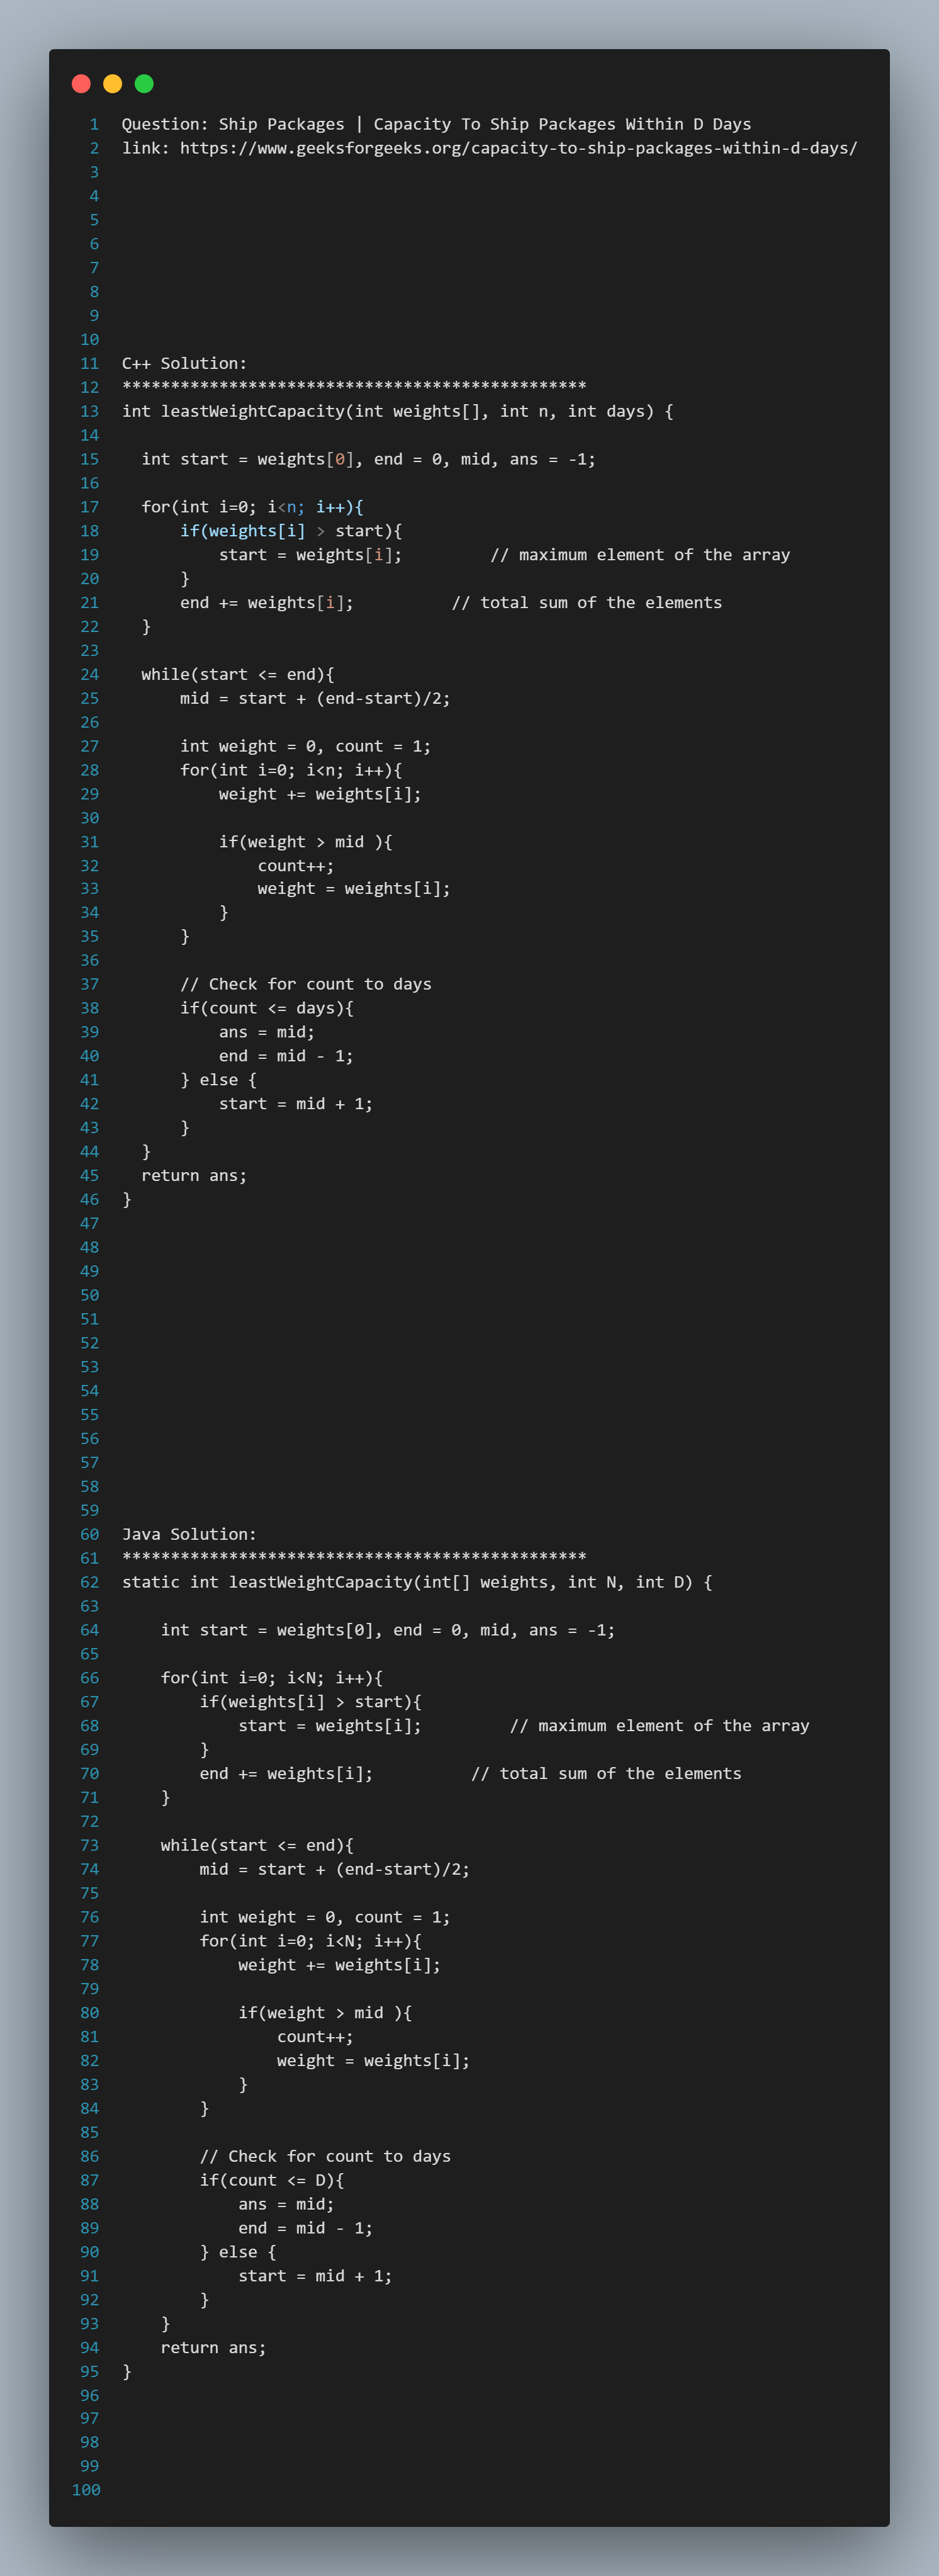 1 Question: Ship Packages | Capacity To Ship Packages Within D Days
2 link: https://www.geeksforgeeks.org/capacity-to-ship-packages-within-d-days/
3
4
5
6
7
8
9
10
11 C++ Solution:
12 ************************************************
13 int leastWeightCapacity(int weights[], int n, int days) {
14
15   int start = weights[0], end = 0, mid, ans = -1;
16
17   for(int i=0; i<n; i++){
18       if(weights[i] > start){
19           start = weights[i];         // maximum element of the array
20       }
21       end += weights[i];          // total sum of the elements
22   }
23
24   while(start <= end){
25       mid = start + (end-start)/2;
26
27       int weight = 0, count = 1;
28       for(int i=0; i<n; i++){
29           weight += weights[i];
30
31           if(weight > mid ){
32               count++;
33               weight = weights[i];
34           }
35       }
36
37       // Check for count to days
38       if(count <= days){
39           ans = mid;
40           end = mid - 1;
41       } else {
42           start = mid + 1;
43       }
44   }
45   return ans;
46 }
47
48
49
50
51
52
53
54
55
56
57
58
59
60 Java Solution:
61 ************************************************
62 static int leastWeightCapacity(int[] weights, int N, int D) {
63
64     int start = weights[0], end = 0, mid, ans = -1;
65
66     for(int i=0; i<N; i++){
67         if(weights[i] > start){
68             start = weights[i];         // maximum element of the array
69         }
70         end += weights[i];          // total sum of the elements
71     }
72
73     while(start <= end){
74         mid = start + (end-start)/2;
75
76         int weight = 0, count = 1;
77         for(int i=0; i<N; i++){
78             weight += weights[i];
79
80             if(weight > mid ){
81                 count++;
82                 weight = weights[i];
83             }
84         }
85
86         // Check for count to days
87         if(count <= D){
88             ans = mid;
89             end = mid - 1;
90         } else {
91             start = mid + 1;
92         }
93     }
94     return ans;
95 }
96
97
98
99
100